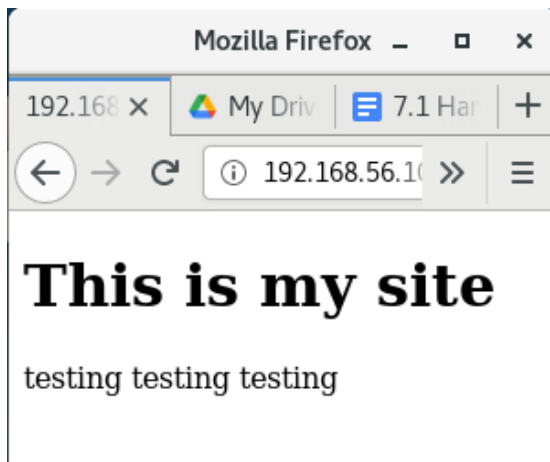 Mozilla Firefox
192.168
My Driv
7.1 Har
192.168.56.10
This is my site
testing testing testing